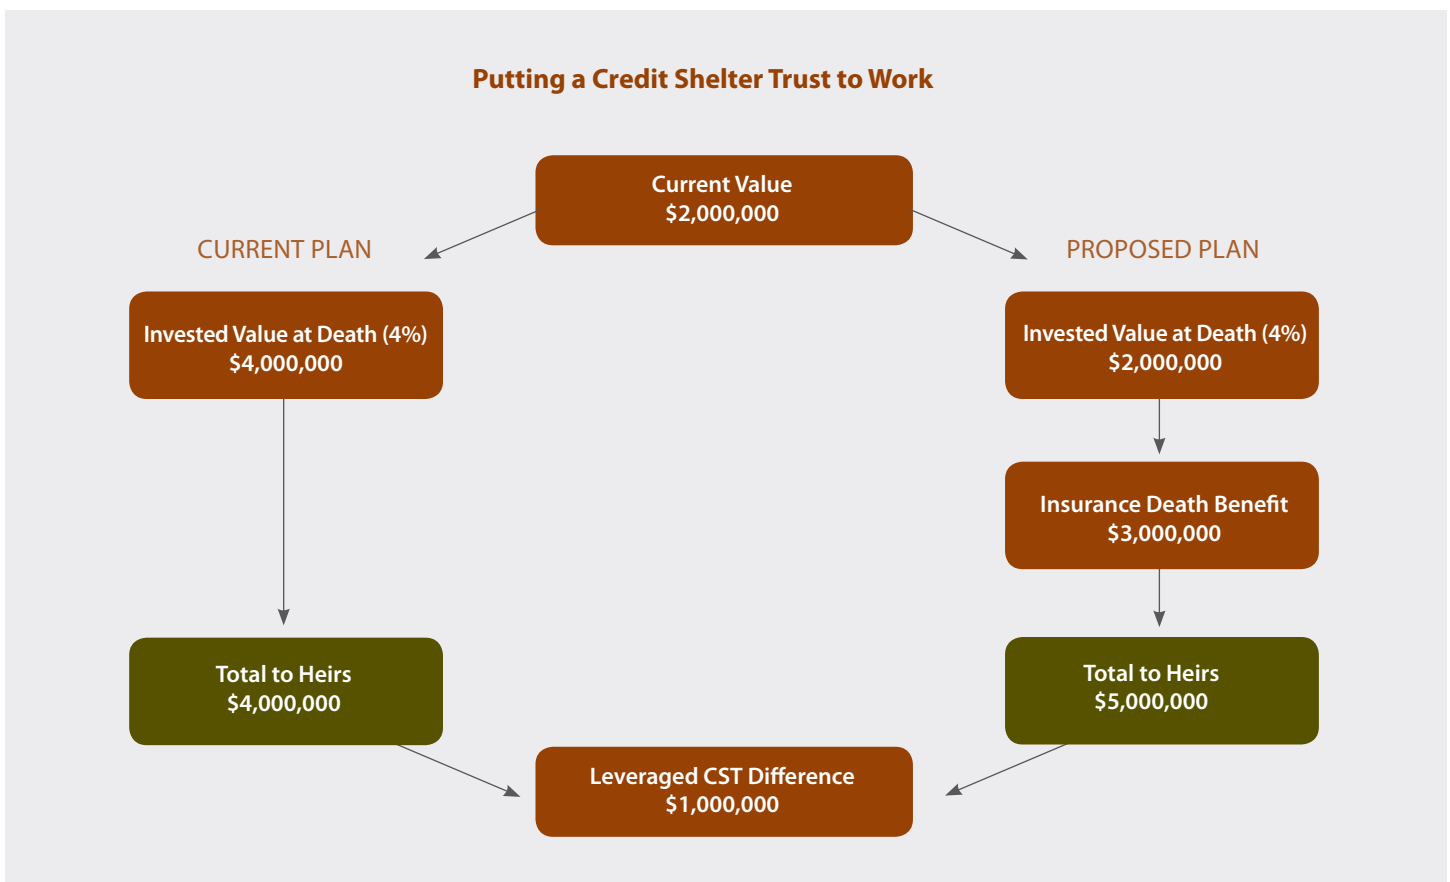 Putting a Credit Shelter Trust to Work
Current Value
$2,000,000
CURRENT PLAN
PROPOSED PLAN
Invested Value at Death (4%)
$4,000,000
Invested Value at Death (4%)
$2,000,000
Insurance Death Benefit
$3,000,000
Total to Heirs
$4,000,000
Total to Heirs
$5,000,000
Leveraged CST Difference
$1,000,000